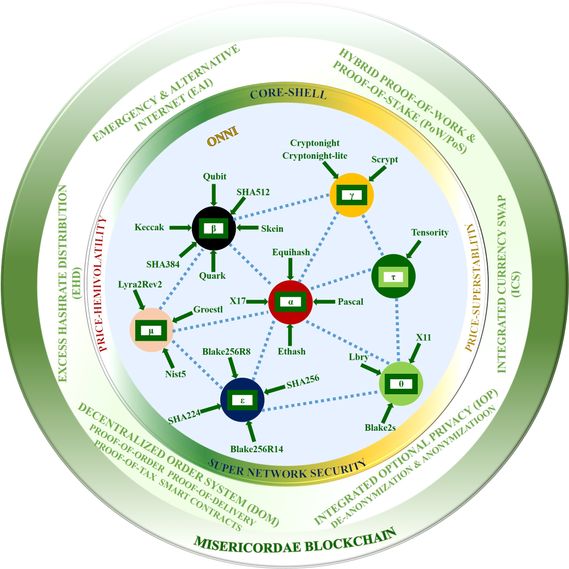 EMERGENCY & ALTERNATIVE
INTERNET (EAI)
HYBRID PROOF-OF-WORK &
PROOF-OF-STAKE (PoW/PoS)
CORE-SHELL
ONNI
Cryptonight
Cryptonight-lite
Scrypt
γ
Qubit
SHA512
Keccak
β
Skein
SHA384
Quark
Tensority
τ
EXCESS HASHRATE DISTRIBUTION
(EHD)
PRICE-HEMIVOLATILITY
PRICE-SUPERSTABLITIN
INTEGRATED CURRENCY SWAP
(ICS)
Equihash
X17
α
Pascal
Ethash
Lyra2Rev2
Groestl
μ
Nist5
X11
Lbry
θ
Blake2s
Blake256R8
SHA256
ε
SHA224
Blake256R14
SUPER NETWORK SECURITY
DECENTRALIZED ORDER SYSTEM (DOM)
PROOF-OF-ORDER PROOF-OF-DELIVERY
PROOF-OF-TAX SMART CONTRACTS
INTEGRATED OPTIONAL PRIVACY (IOP)
DE-ANONYMIZATION & ANONYMIZATIOON
MISERICORDAE BLOCKCHAIN